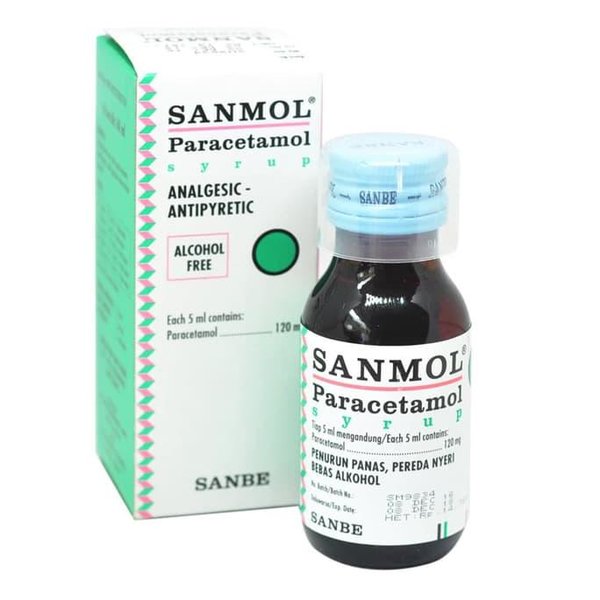 SANMOL®
Paracetamol
syrup
ANALGESIC -
ANTIPYRETIC
ALCOHOL
FREE
Each 5 ml contains:
Paracetamol ........................ 120 m
SANBE
SANMOL
SANBE
SANMOL®
Paracetamol
syrup
Tiap 5 ml mengandung/Each 5 ml contains:
Paracetamol ........................ 120 mg
PENURUN PANAS, PEREDA NYERI
BEBAS ALKOHOL
No. Batch/Batch No.:
Exp. Date:
SANBE